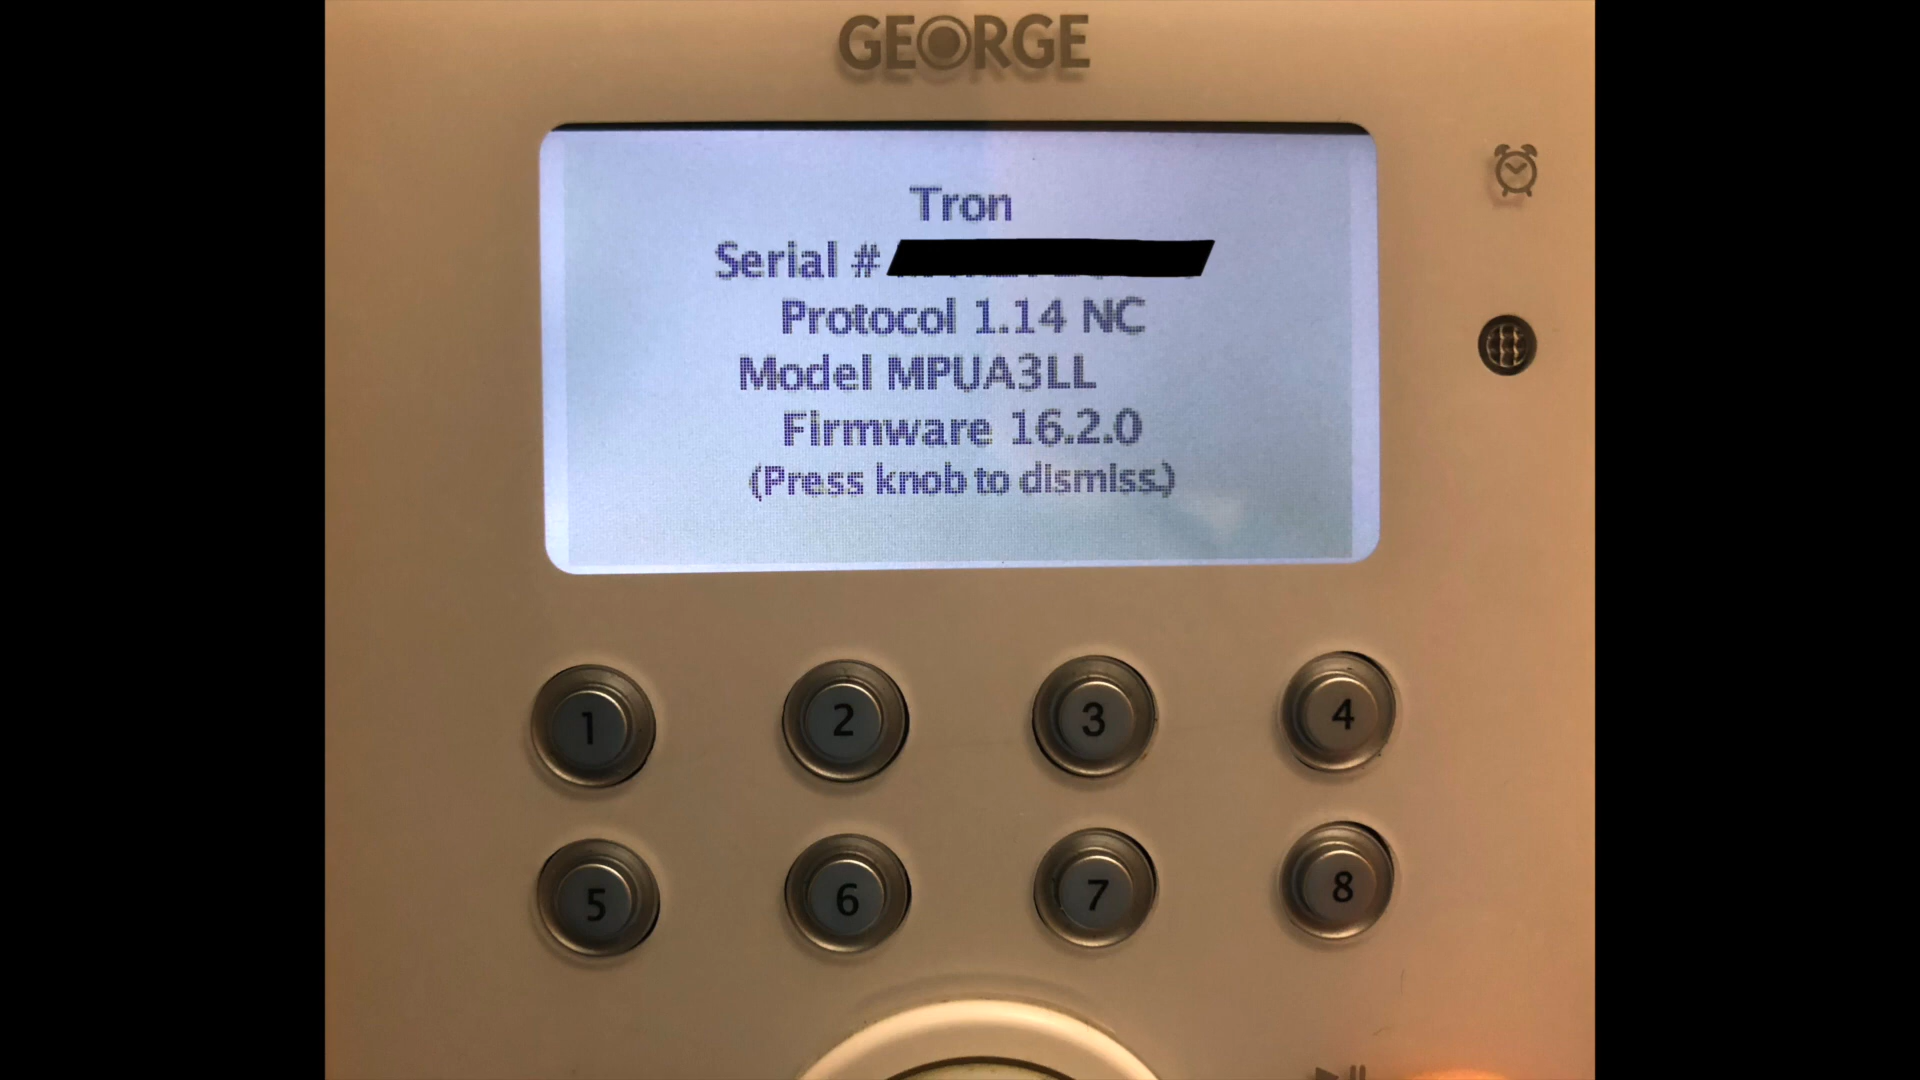 GEORGE
Tron
Serial #
Protocol 1.14 NC
Model MPUA3LL
Firmware 16.2.0
(Press knob to dismiss.)
1 2 3 4
5 6 7 8